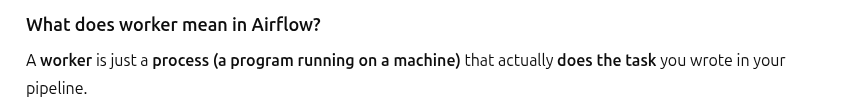 What does worker mean in Airflow?
A worker is just a process (a program running on a machine) that actually does the task you wrote in your
pipeline.